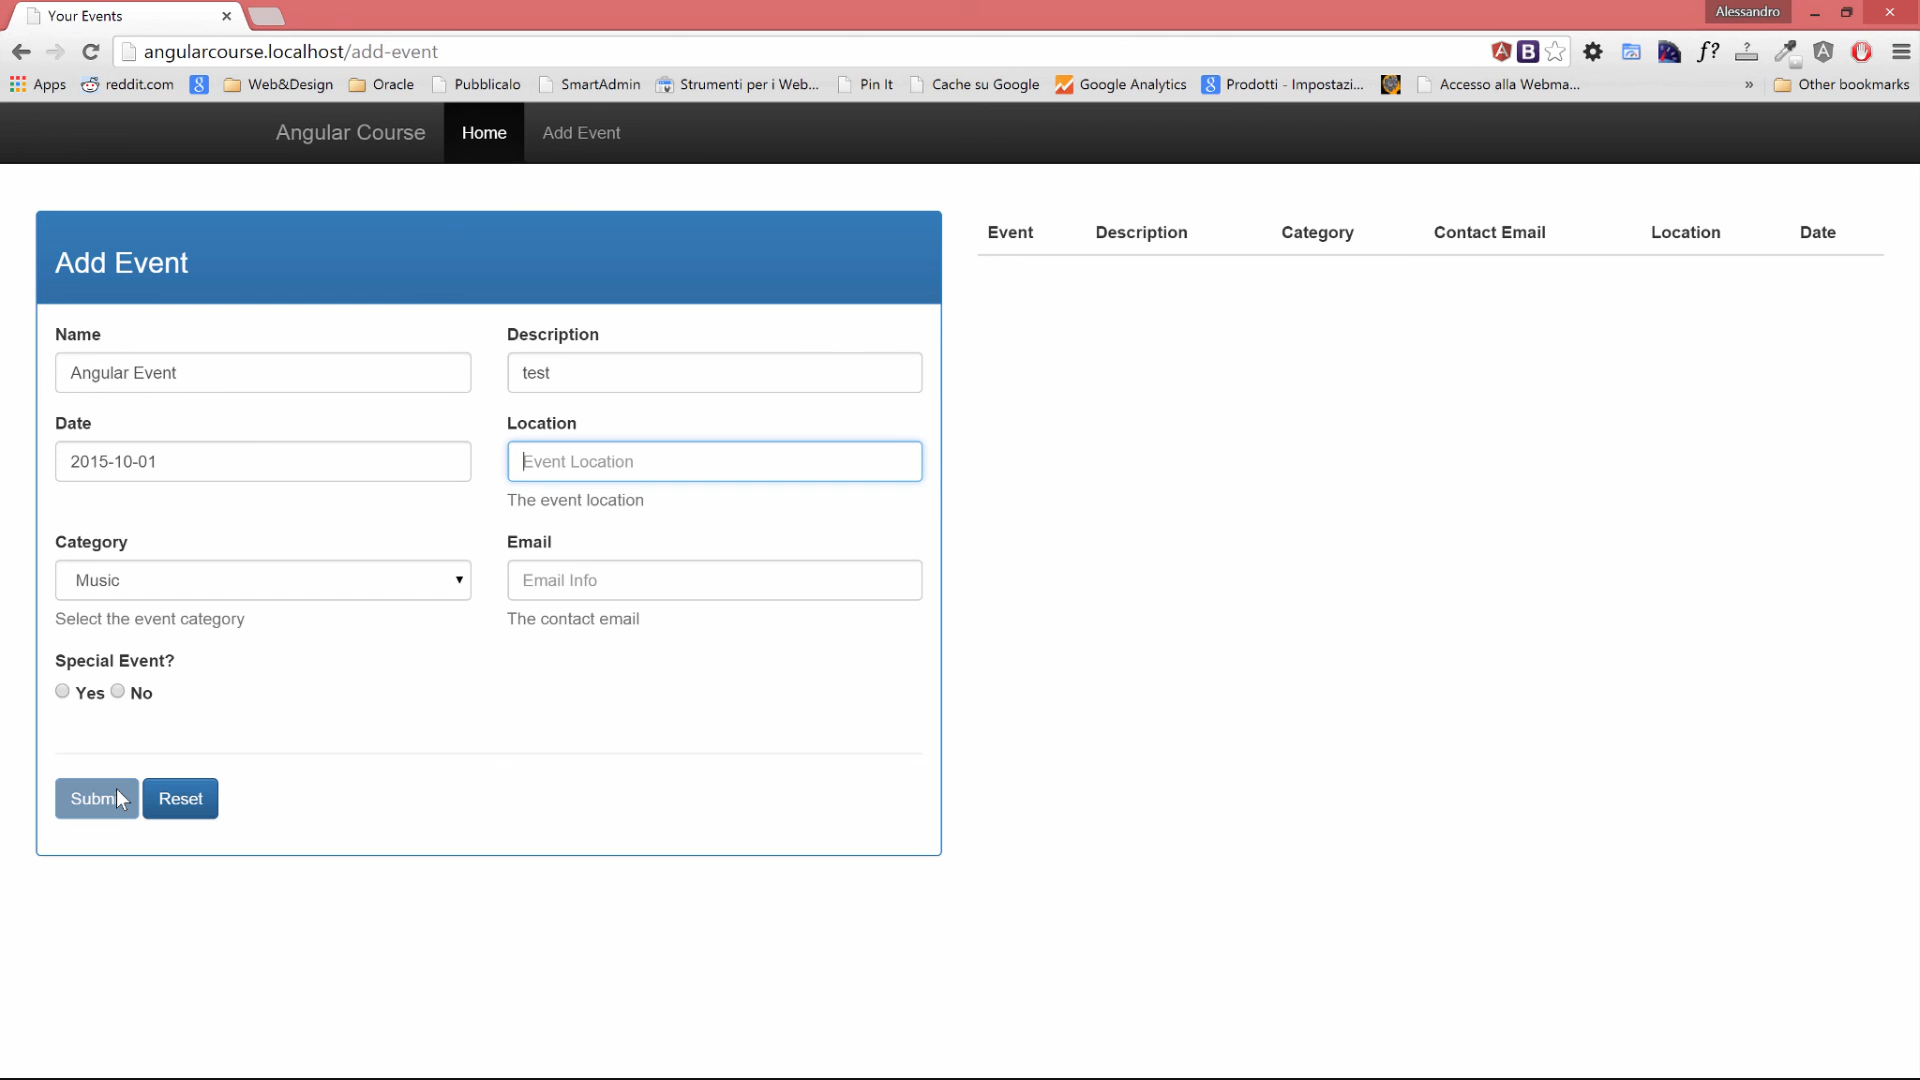 Your Events
Alessandro
angularcourse.localhost/add-event
Apps reddit.com Web&Design Oracle Pubblicalo SmartAdmin Strumenti per i Web... Pin It Cache su Google Google Analytics Prodotti - Impostazi... Accesso alla Webma... » Other bookmarks
Angular Course Home Add Event
Add Event
Event Description Category Contact Email Location Date
Name Description
Angular Event test
Date Location
2015-10-01 Event Location
The event location
Category Email
Music Email Info
Select the event category The contact email
Special Event?
Yes No
Reset